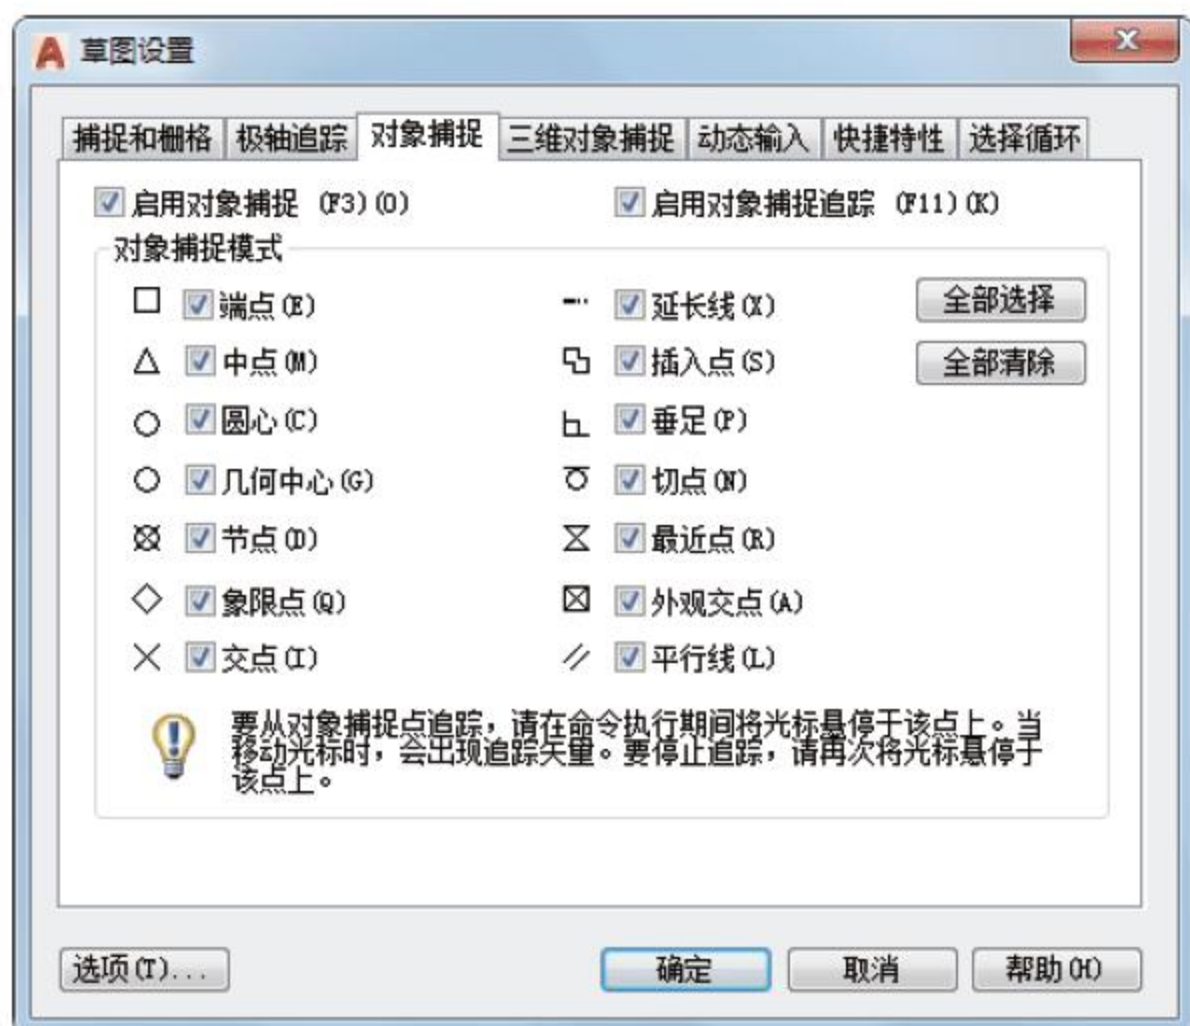 草图设置
捕捉和栅格 极轴追踪 对象捕捉 三维对象捕捉 动态输入 快捷特性 选择循环
启用对象捕捉 (F3)(O) 启用对象捕捉追踪 (F11)(K)
对象捕捉模式
端点(E) 延长线(X) 全部选择
中点(M) 插入点(S) 全部清除
圆心(C) 垂足(P)
几何中心(G) 切点(N)
节点(D) 最近点(R)
象限点(Q) 外观交点(A)
交点(I) 平行线(L)
要从对象捕捉点追踪，请在命令执行期间将光标悬停于该点上。当
移动光标时，会出现追踪矢量。要停止追踪，请再次将光标悬停于
该点上。
选项(T)... 确定 取消 帮助(H)